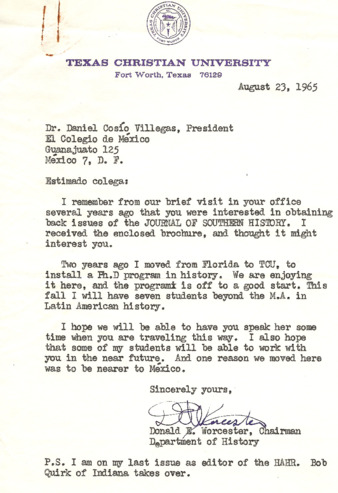 TEXAS CHRISTIAN UNIVERSITY
Fort Worth, Texas 76129
August 23, 1965
Dr. Daniel Cosío Villegas, President
El Colegio de México
Guanajuato 125
México 7, D. F.
Estimado colega:
I remember from our brief visit in your office
several years ago that you were interested in obtaining
back issues of the JOURNAL OF SOUTHERN HISTORY. I
received the enclosed brochure, and thought it might
interest you.
Two years ago I moved from Florida to TCU, to
install a Ph.D program in history. We are enjoying
it here, and the program is off to a good start. This
fall I will have seven students beyond the M.A. in
Latin American history.
I hope we will be able to have you speak her some
time when you are traveling this way. I also hope
that some of my students will be able to work with
you in the near future. And one reason we moved here
was to be nearer to México.
Sincerely yours,
Donald E. Worcester, Chairman
Department of History
P.S. I am on my last issue as editor of the HAHR. Bob
Quirk of Indiana takes over.